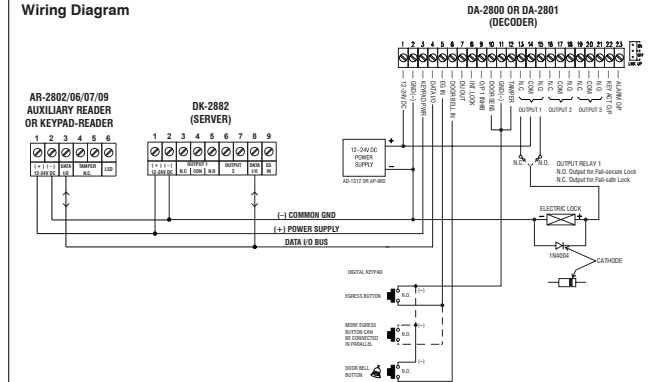 Wiring Diagram
DA-2800 OR DA-2801
(DECODER)
1 2 3 4 5 6 7 8 9 10 11 12 13 14 15 16 17 18 19 20 21 22 23
ON
OFF
LINK UP
12-24V DC
GND(–)
KEYPAD PWR
DATA I/O
EG IN
DOOR BELL IN
DU OUT
INT. LOCK
O/P 1 INHIB
DOOR SENS
GND(–)
TAMPER
N.C.
COM
N.O.
N.C.
COM
N.O.
N.C.
COM
N.O.
KEY ACT O/P
ALARM O/P
OUTPUT 1
OUTPUT 2
OUTPUT 3
AR-2802/06/07/09
AUXILIARY READER
OR KEYPAD-READER
1 2 3 4 5 6
(+) (–) DATA TAMPER LED
12-24V DC I/O N.C.
DK-2882
(SERVER)
1 2 3 4 5 6 7 8 9
(+) (–) OUTPUT 1 OUTPUT DATA EG
12-24V DC N.C COM N.O 2 I/O IN
12–24V DC
POWER
SUPPLY
+
–
AD-1312 OR AP-960
N.C. N.O.
OUTPUT RELAY 1
N.O. Output for Fail-secure Lock
N.C. Output for Fail-safe Lock
ELECTRIC LOCK
– +
1N4004
CATHODE
(–) COMMON GND
(+) POWER SUPPLY
DATA I/O BUS
DIGITAL KEYPAD
EGRESS BUTTON
N.O.
(–)
MORE EGRESS
BUTTON CAN
BE CONNECTED
IN PARALLEL
N.O.
(–)
DOOR BELL
BUTTON
N.O.
(–)